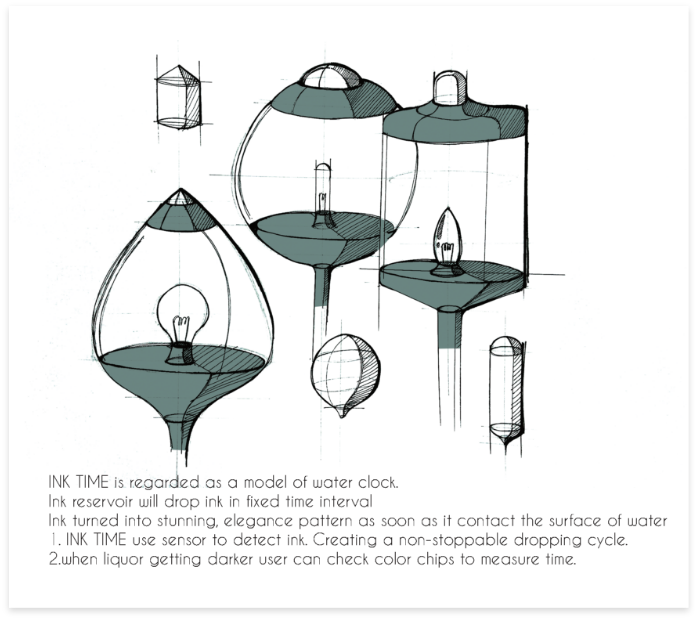 INK TIME is regarded as a model of water clock.
Ink reservoir will drop ink in fixed time interval
Ink turned into stunning, elegance pattern as soon as it contact the surface of water
1. INK TIME use sensor to detect ink. Creating a non-stoppable dropping cycle.
2.when liquor getting darker user can check color chips to measure time.